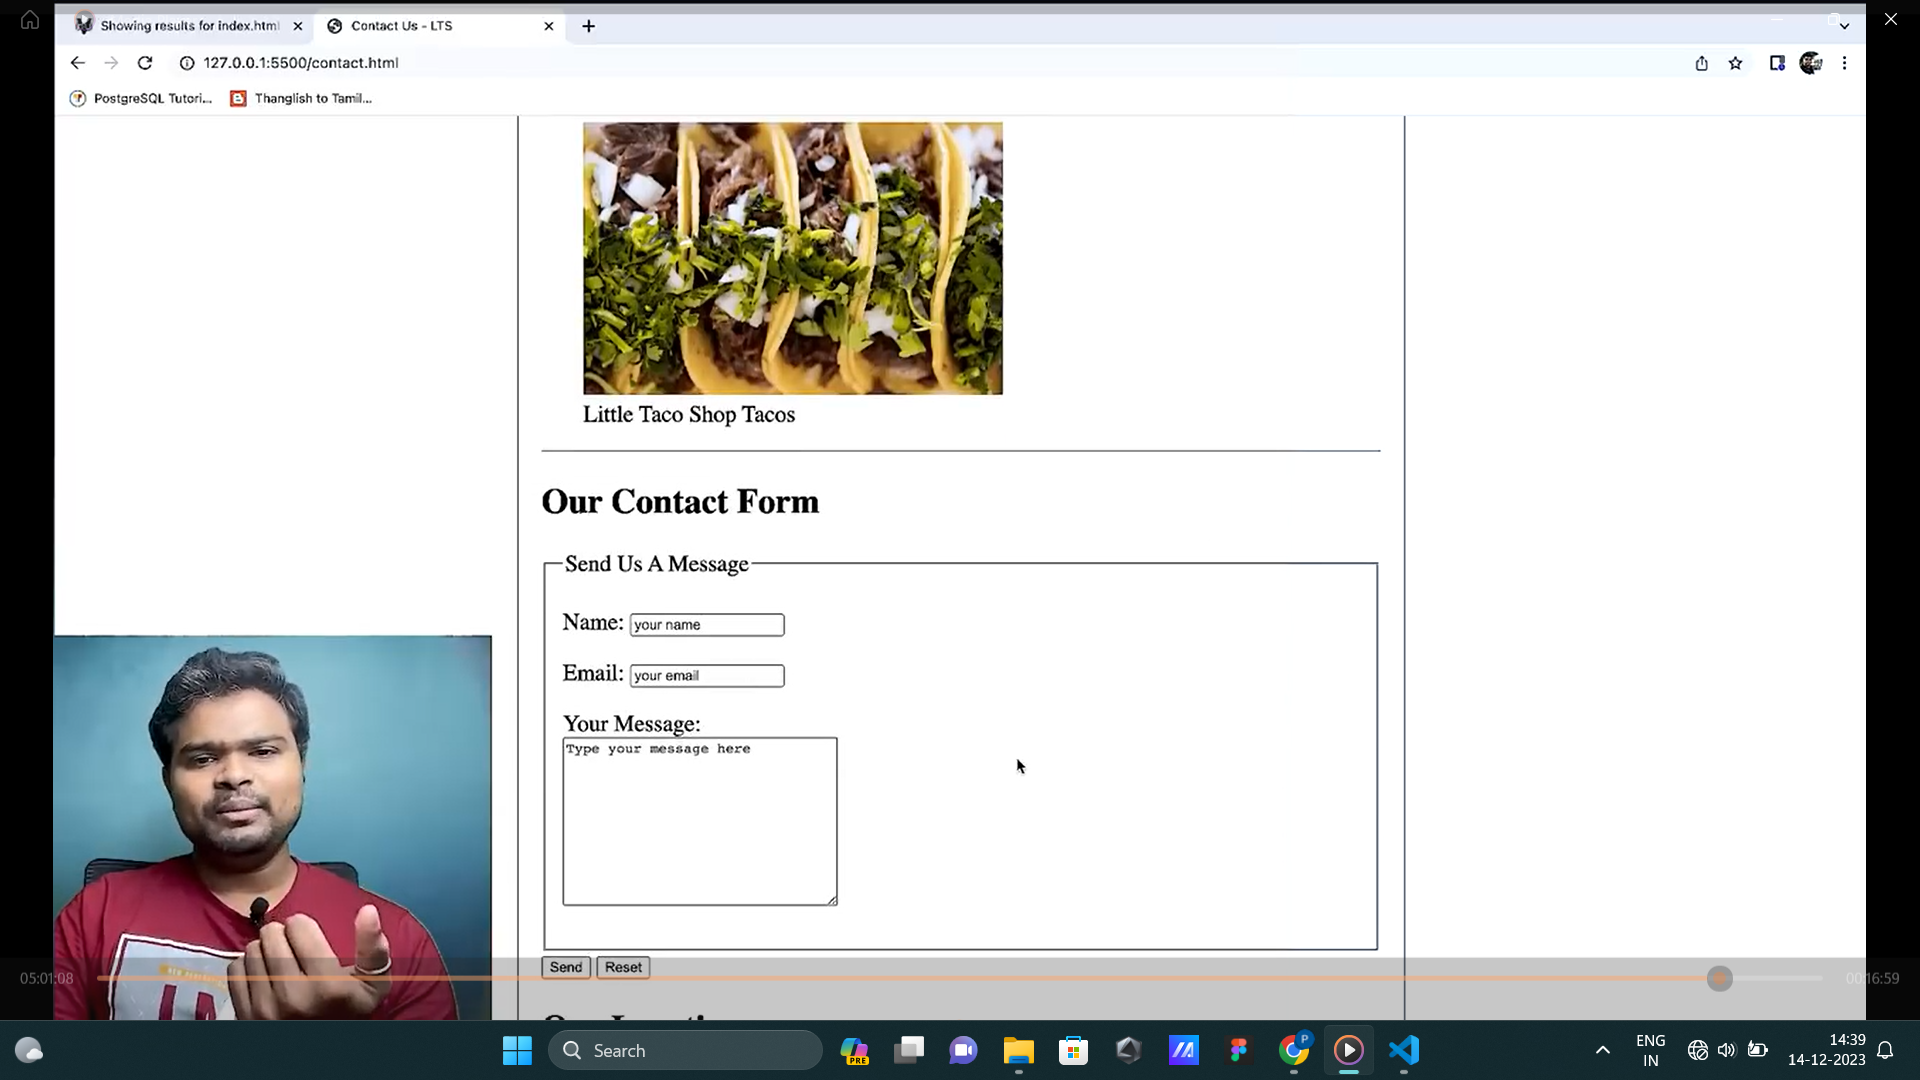 Showing results for index.html
Contact Us - LTS
127.0.0.1:5500/contact.html
PostgreSQL Tutori...
Thanglish to Tamil...
Little Taco Shop Tacos
Our Contact Form
Send Us A Message
Name: your name
Email: your email
Your Message:
Type your message here
Send Reset
05:01:08
00:16:59
Search
PRE
P
ENG
IN
14:39
14-12-2023